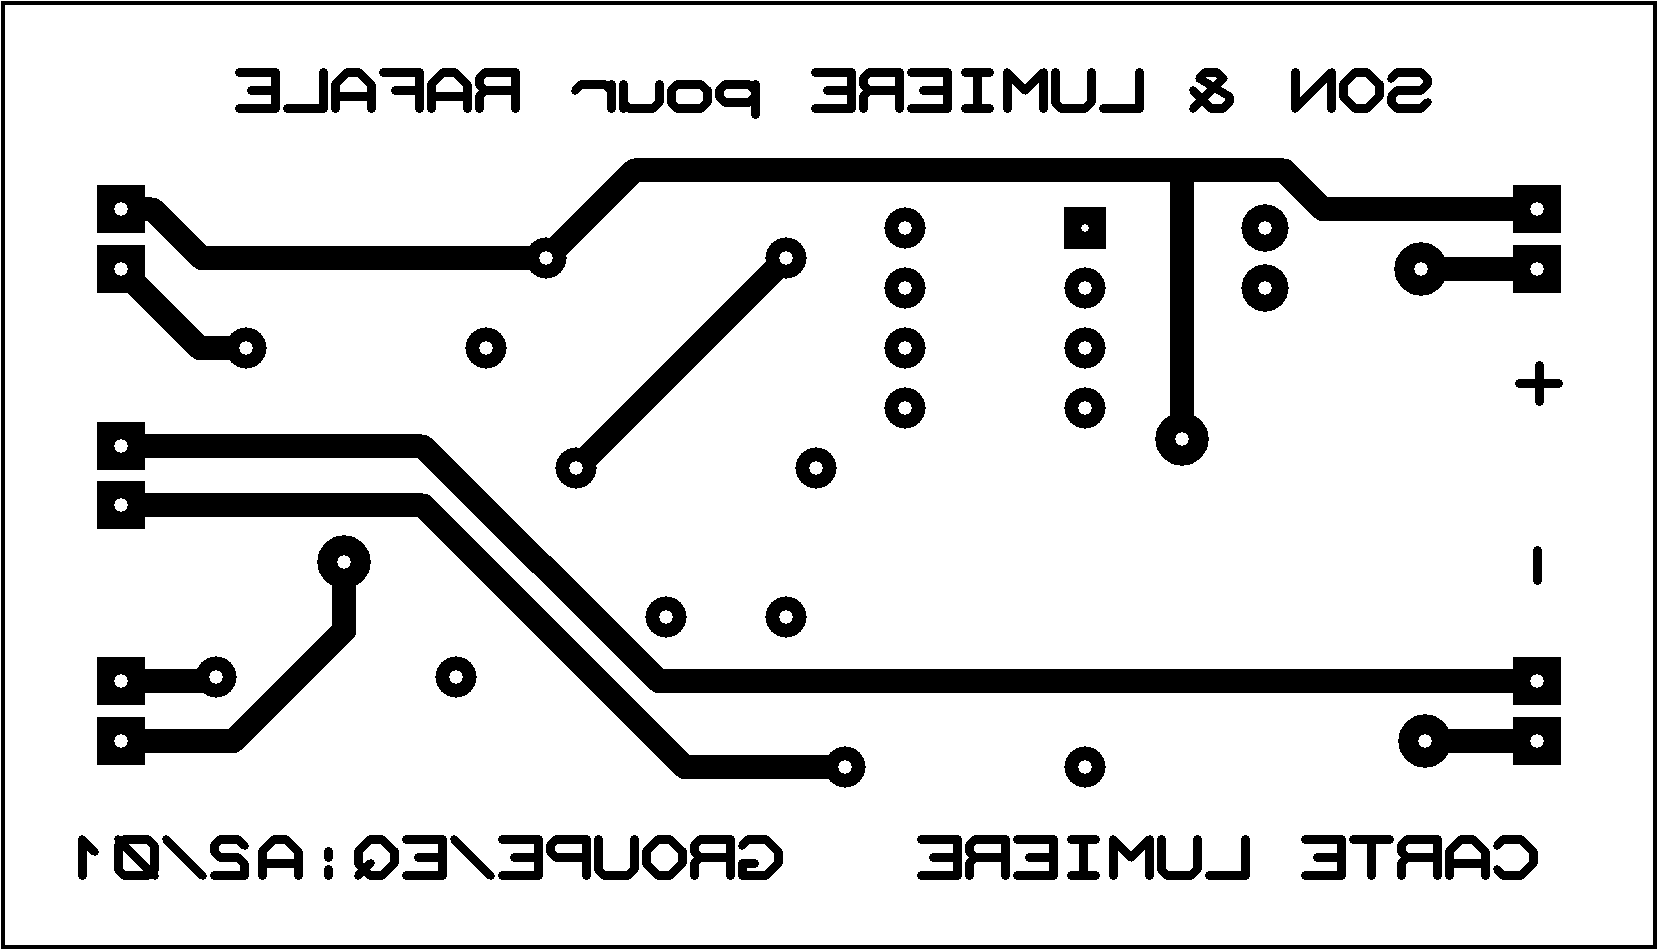 SON & LUMIERE pour RAFALE
+
-
CARTE LUMIERE GROUPE/EQ:A2/01